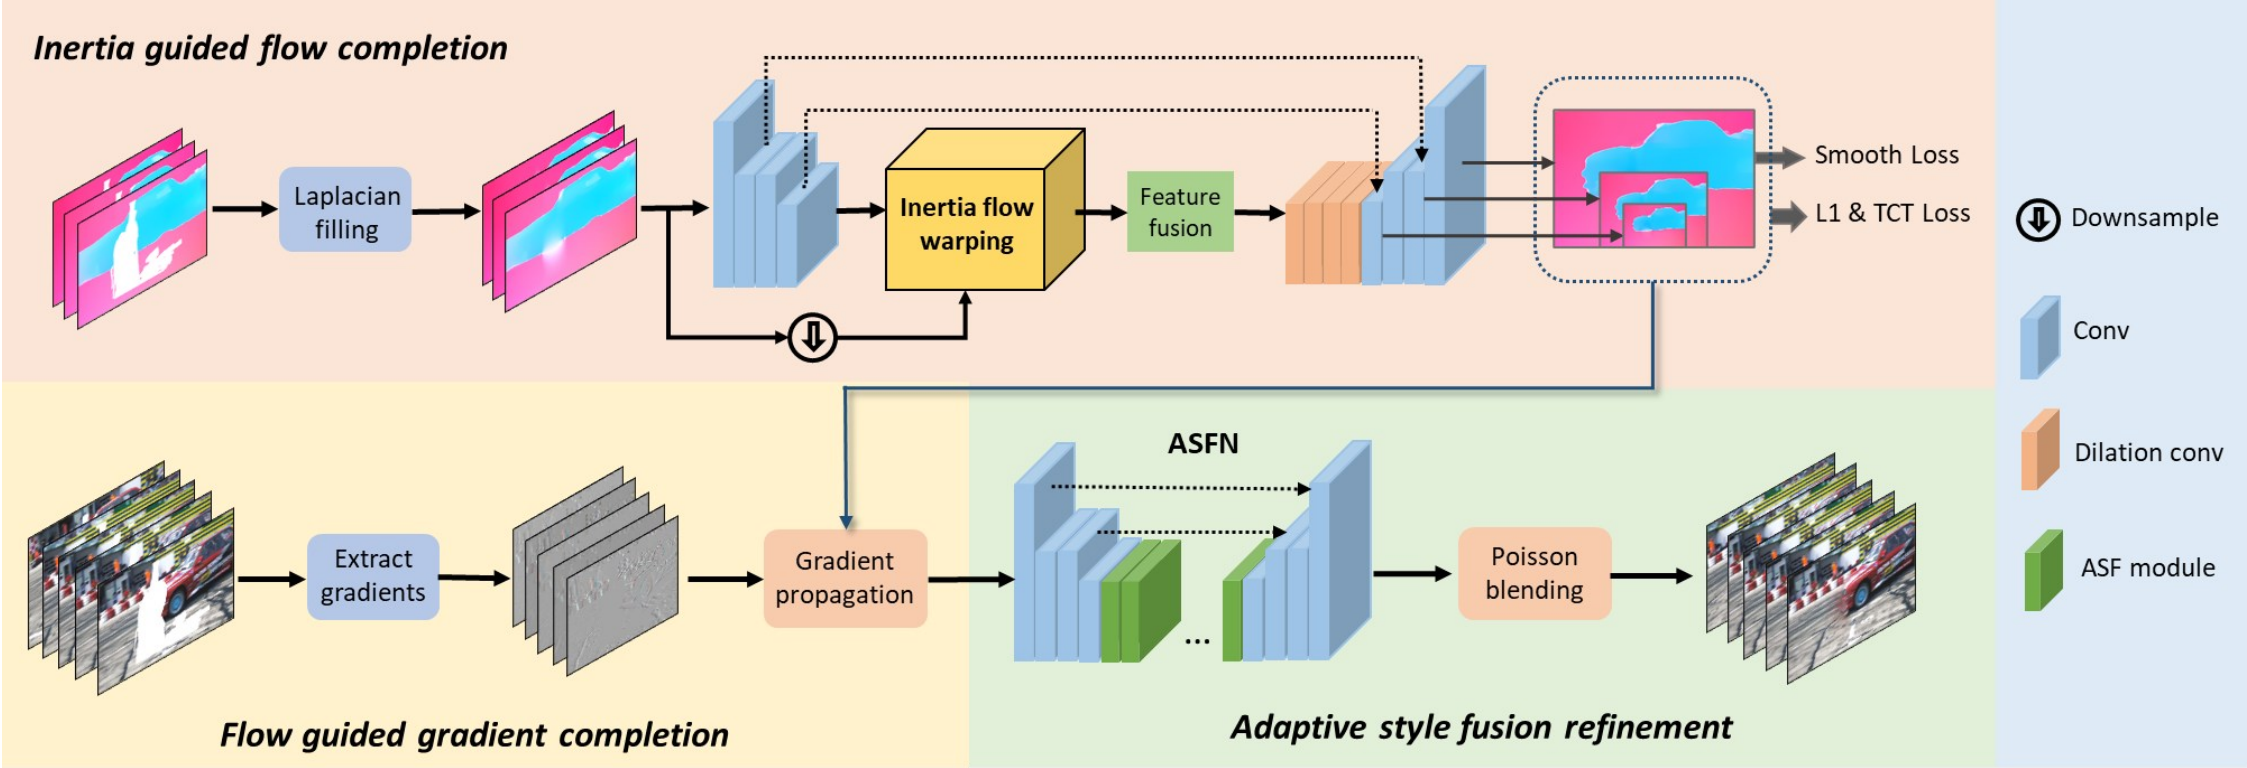 Inertia guided flow completion
Laplacian
filling
Inertia flow
warping
Feature
fusion
Smooth Loss
L1 & TCT Loss
Downsample
Conv
Dilation conv
ASF module
Extract
gradients
Gradient
propagation
ASFN
...
Poisson
blending
Flow guided gradient completion
Adaptive style fusion refinement